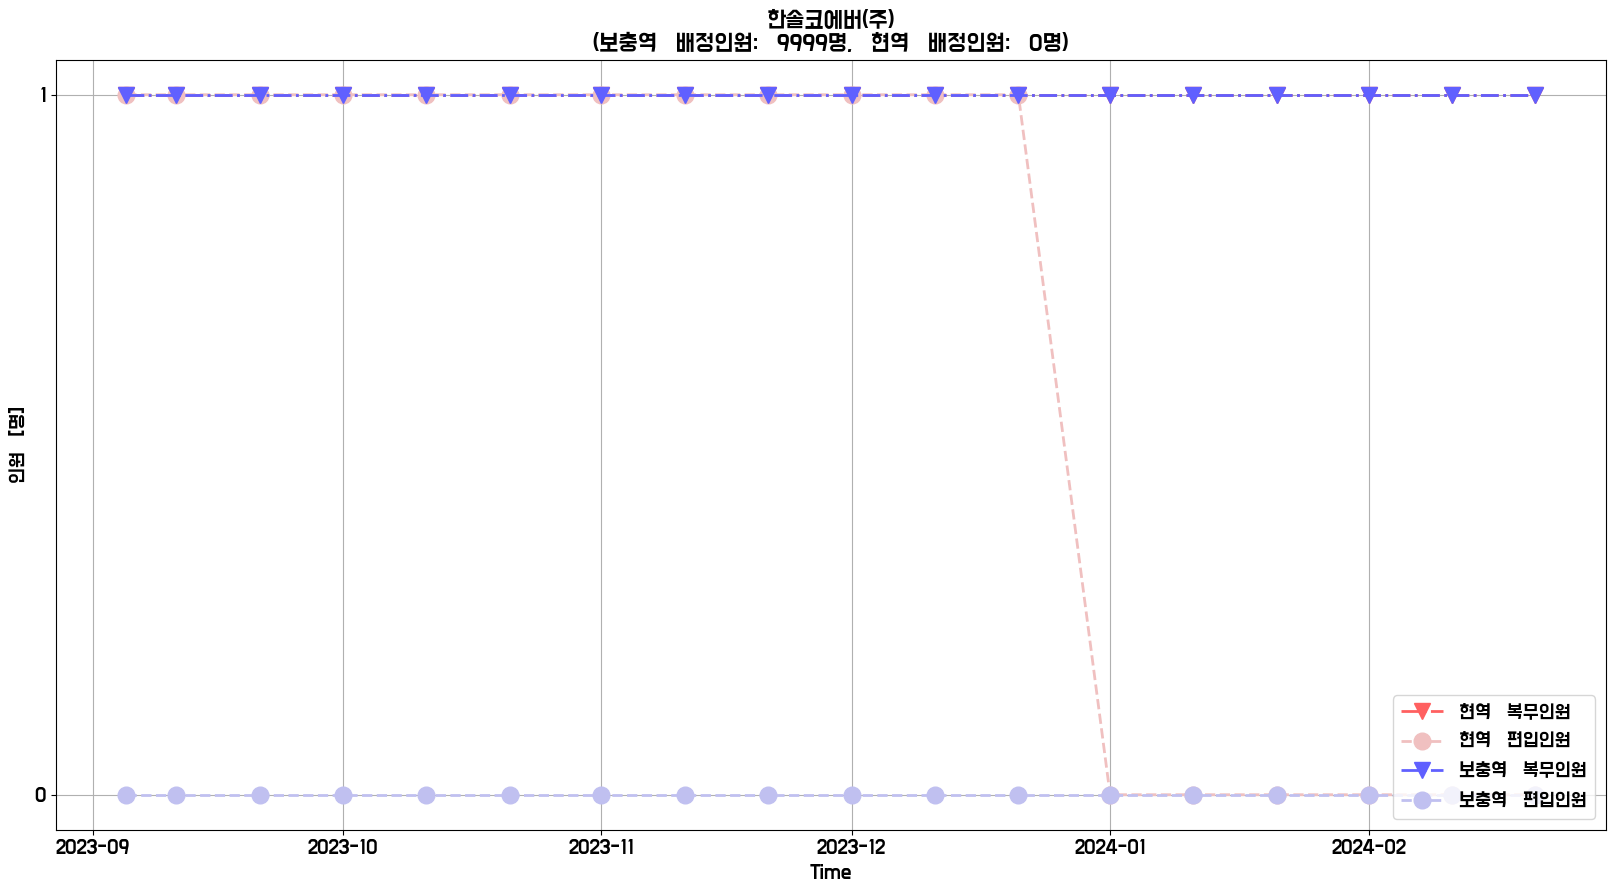 한솔코에버(주)
(보충역 배정인원: 9999명, 현역 배정인원: 0명)
1
인원 [명]
0
현역 복무인원
현역 편입인원
보충역 복무인원
보충역 편입인원
2023-09 2023-10 2023-11 2023-12 2024-01 2024-02
Time